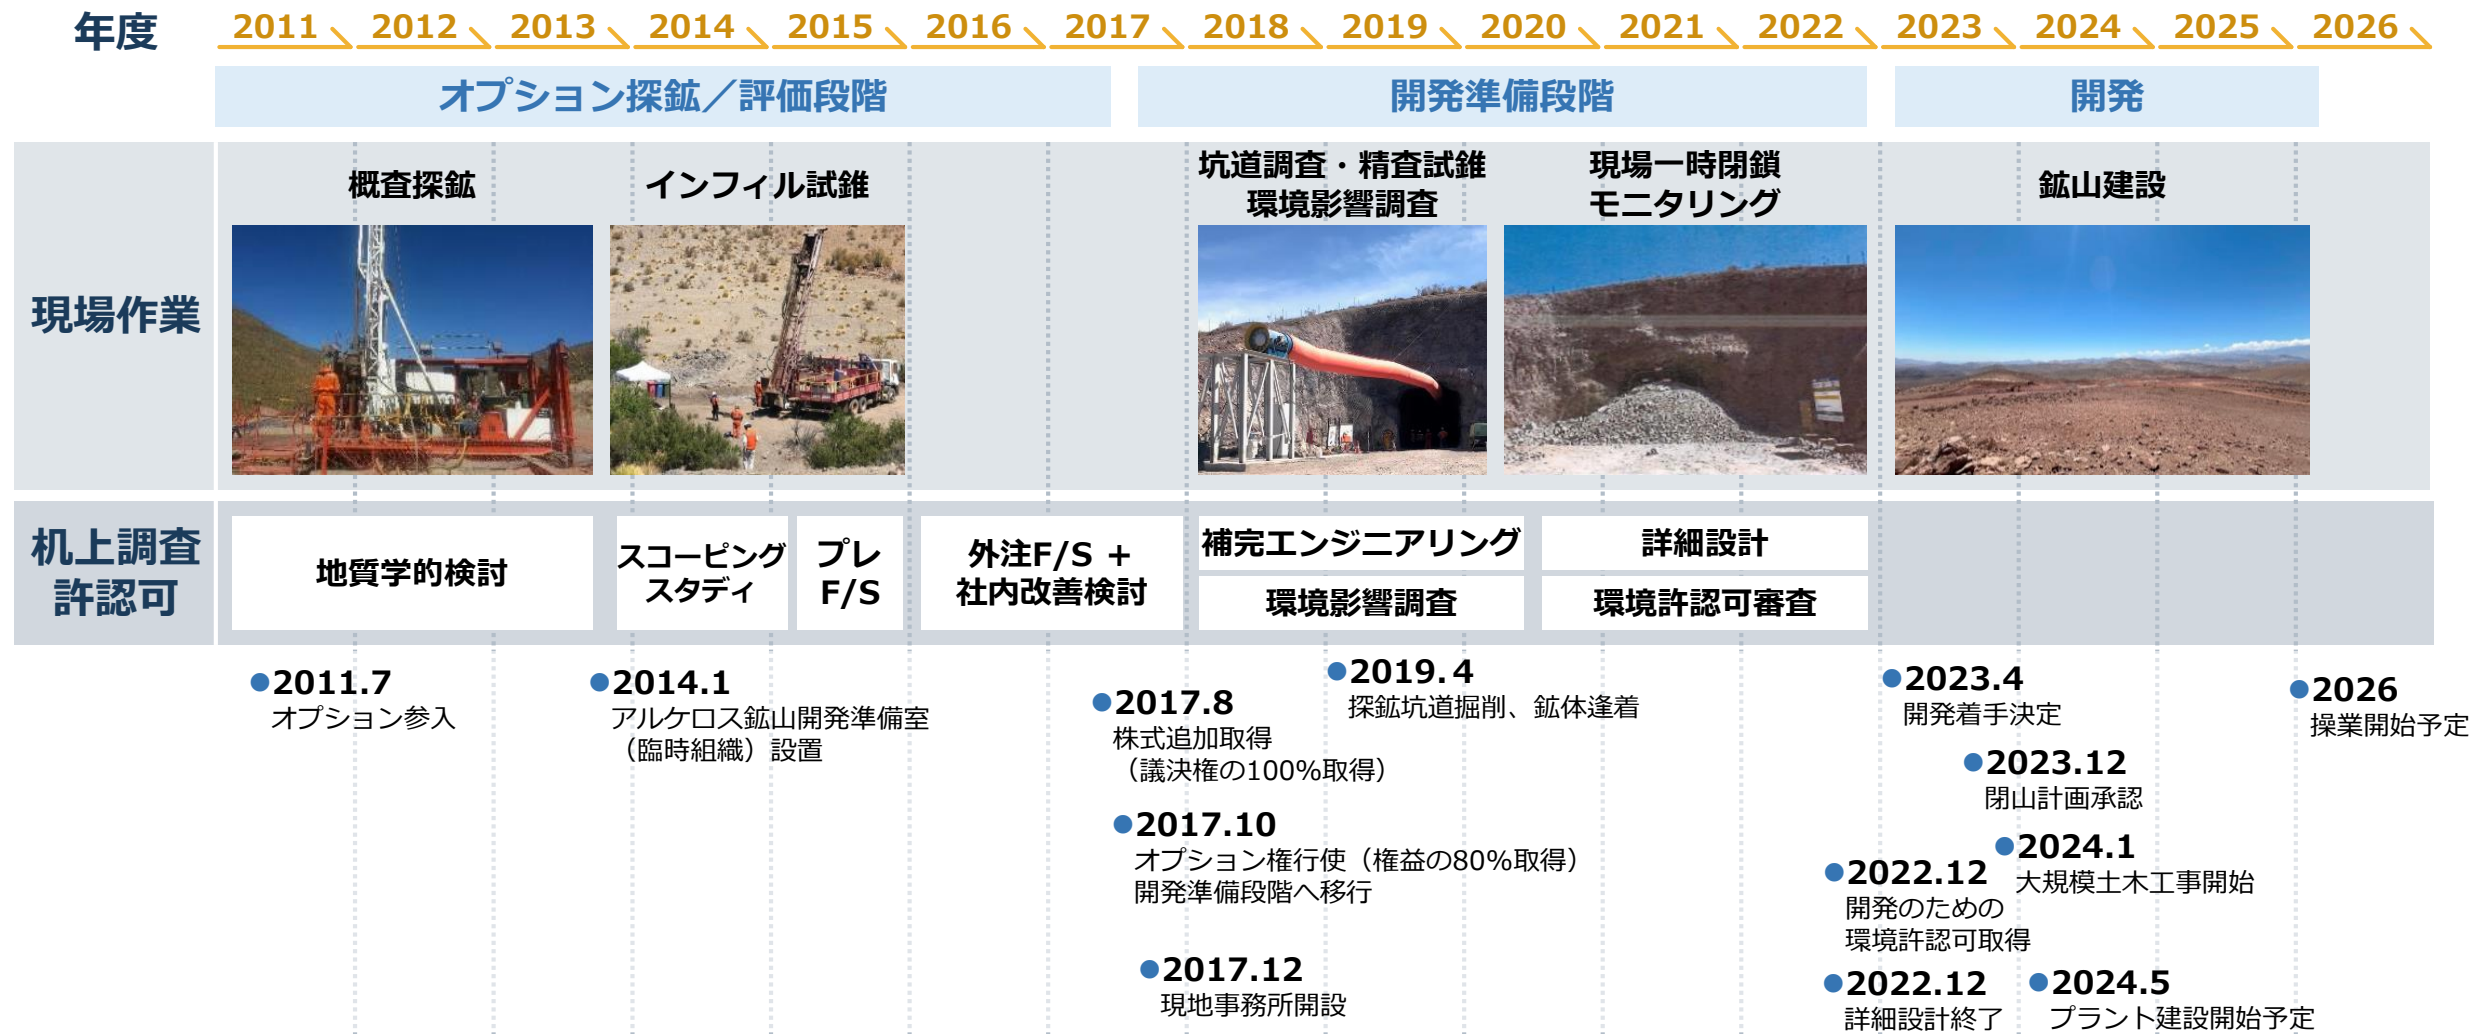 年度
2011 2012 2013 2014 2015 2016 2017 2018 2019 2020 2021 2022 2023 2024 2025 2026
オプション探鉱／評価段階
開発準備段階
開発
現場作業
概査探鉱
インフィル試錐
坑道調査・精査試錐
環境影響調査
現場一時閉鎖
モニタリング
鉱山建設
机上調査
許認可
地質学的検討
スコーピング
スタディ
プレ
F/S
外注F/S +
社内改善検討
補完エンジニアリング
環境影響調査
詳細設計
環境許認可審査
●2011.7
オプション参入
●2014.1
アルケロス鉱山開発準備室
（臨時組織）設置
●2017.8
株式追加取得
（議決権の100%取得）
●2017.10
オプション権行使（権益の80%取得）
開発準備段階へ移行
●2017.12
現地事務所開設
●2019.4
探鉱坑道掘削、鉱体逢着
●2022.12
開発のための
環境許認可取得
●2022.12
詳細設計終了
●2023.4
開発着手決定
●2023.12
閉山計画承認
●2024.1
大規模土木工事開始
●2024.5
プラント建設開始予定
●2026
操業開始予定